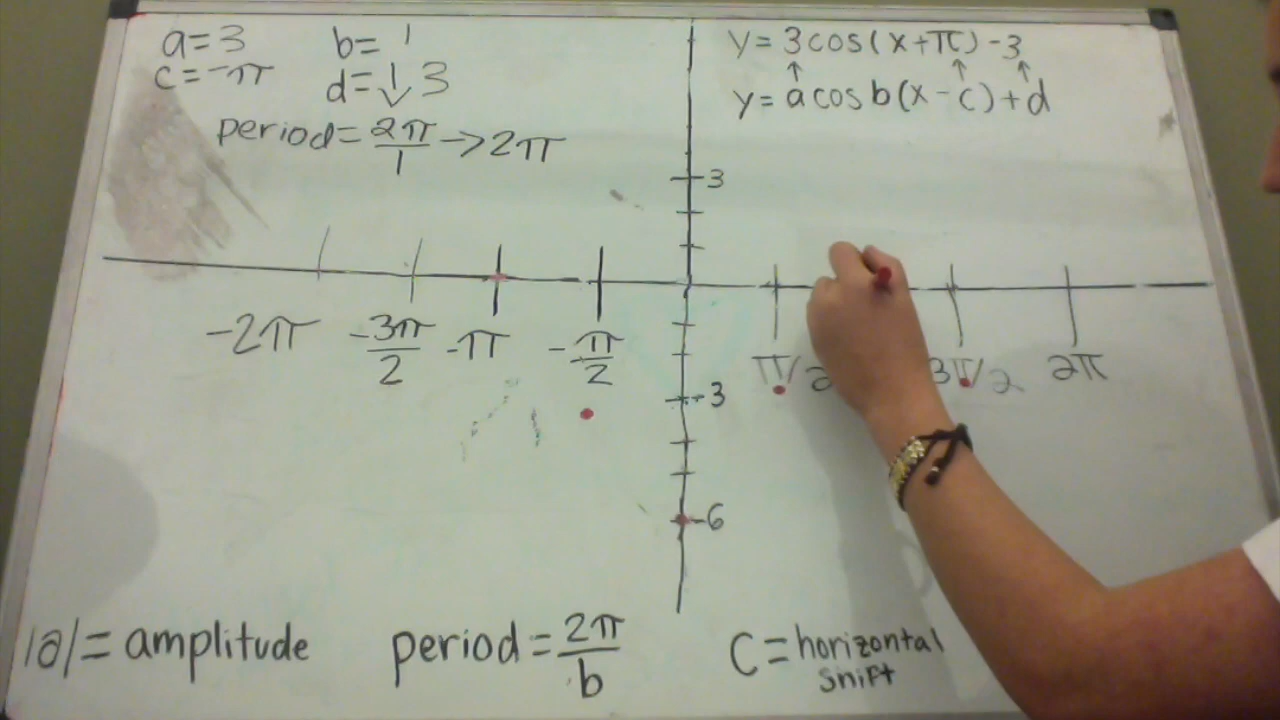 a=3 b=1
c=-π d=↓3
period=2π/1→2π
y=3cos(x+π)-3
↑ ↑ ↑
y=acosb(x-c)+d
3
-2π -3π/2 -π -π/2 π/2 3π/2 2π
-3
-6
|a|=amplitude period=2π/b c=horizontal
shift